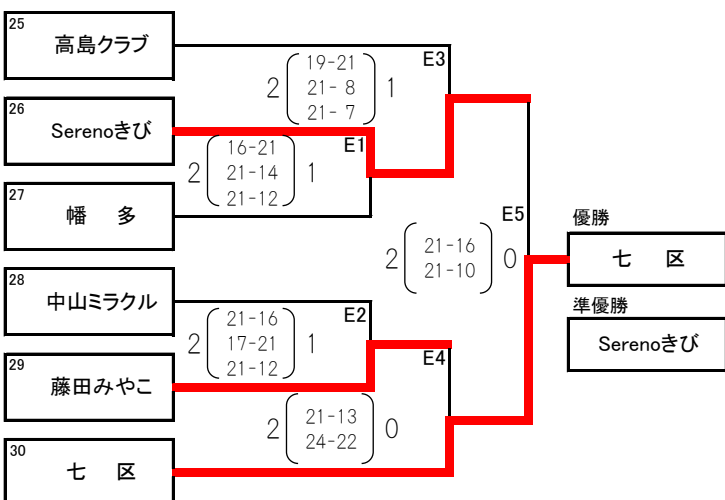 25
高島クラブ
E3
2 19-21 1
21- 8
21- 7
26
Serenoきび
E1
2 16-21 1
21-14
21-12
27
幡 多
E5
2 21-16 0
21-10
優勝
七 区
準優勝
Serenoきび
28
中山ミラクル
E2
2 21-16 1
17-21
21-12
29
藤田みやこ
E4
2 21-13 0
24-22
30
七 区